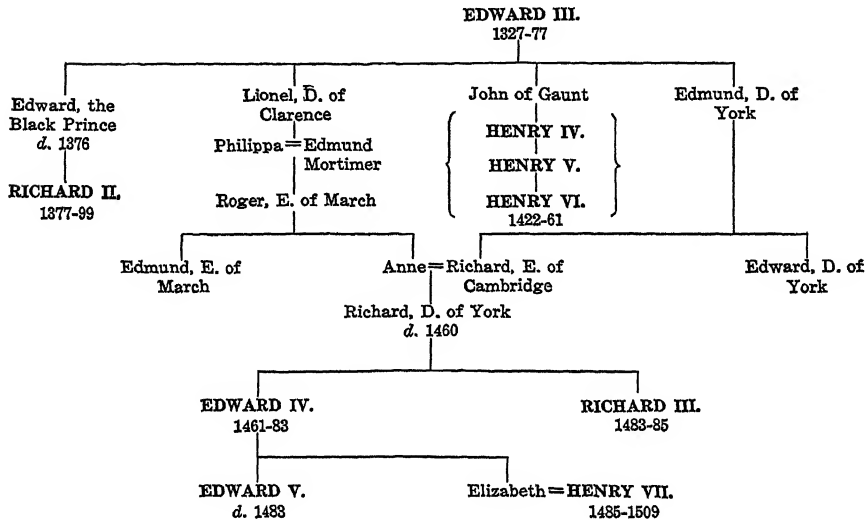 EDWARD III.
1327-77
Edward, the
Black Prince
d. 1376
Lionel, D. of
Clarence
John of Gaunt
Edmund, D. of
York
RICHARD II.
1377-99
Philippa = Edmund
Mortimer
HENRY IV.
HENRY V.
Roger, E. of March
HENRY VI.
1422-61
Edmund, E. of
March
Anne = Richard, E. of
Cambridge
Edward, D. of
York
Richard, D. of York
d. 1460
EDWARD IV.
1461-83
RICHARD III.
1483-85
EDWARD V.
d. 1483
Elizabeth = HENRY VII.
1485-1509